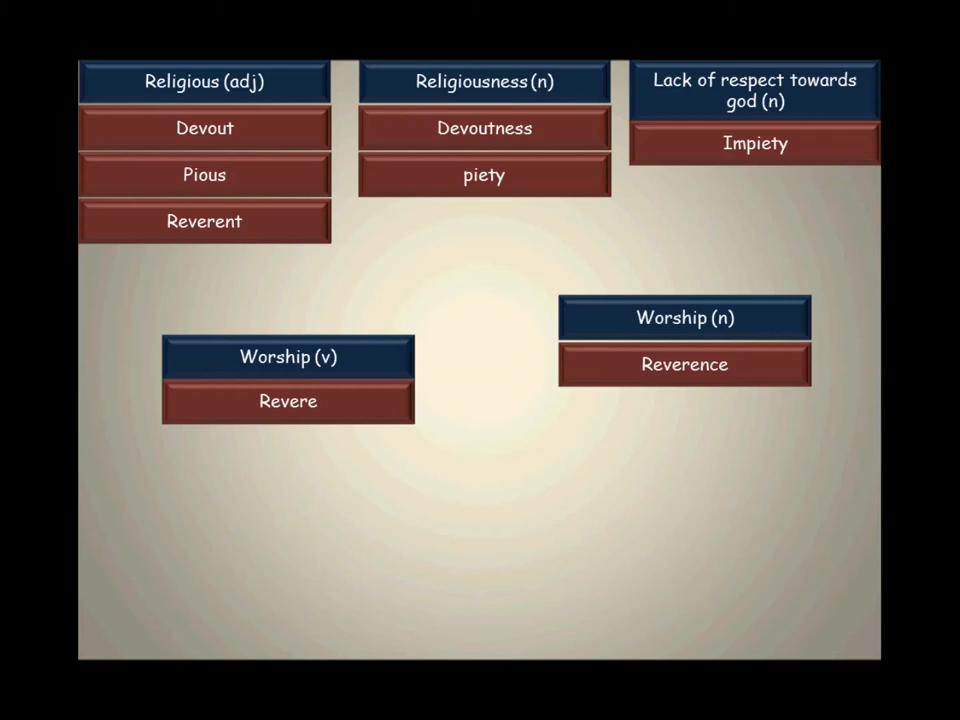 Religious (adj)
Devout
Pious
Reverent
Religiousness (n)
Devoutness
piety
Lack of respect towards
god (n)
Impiety
Worship (v)
Revere
Worship (n)
Reverence